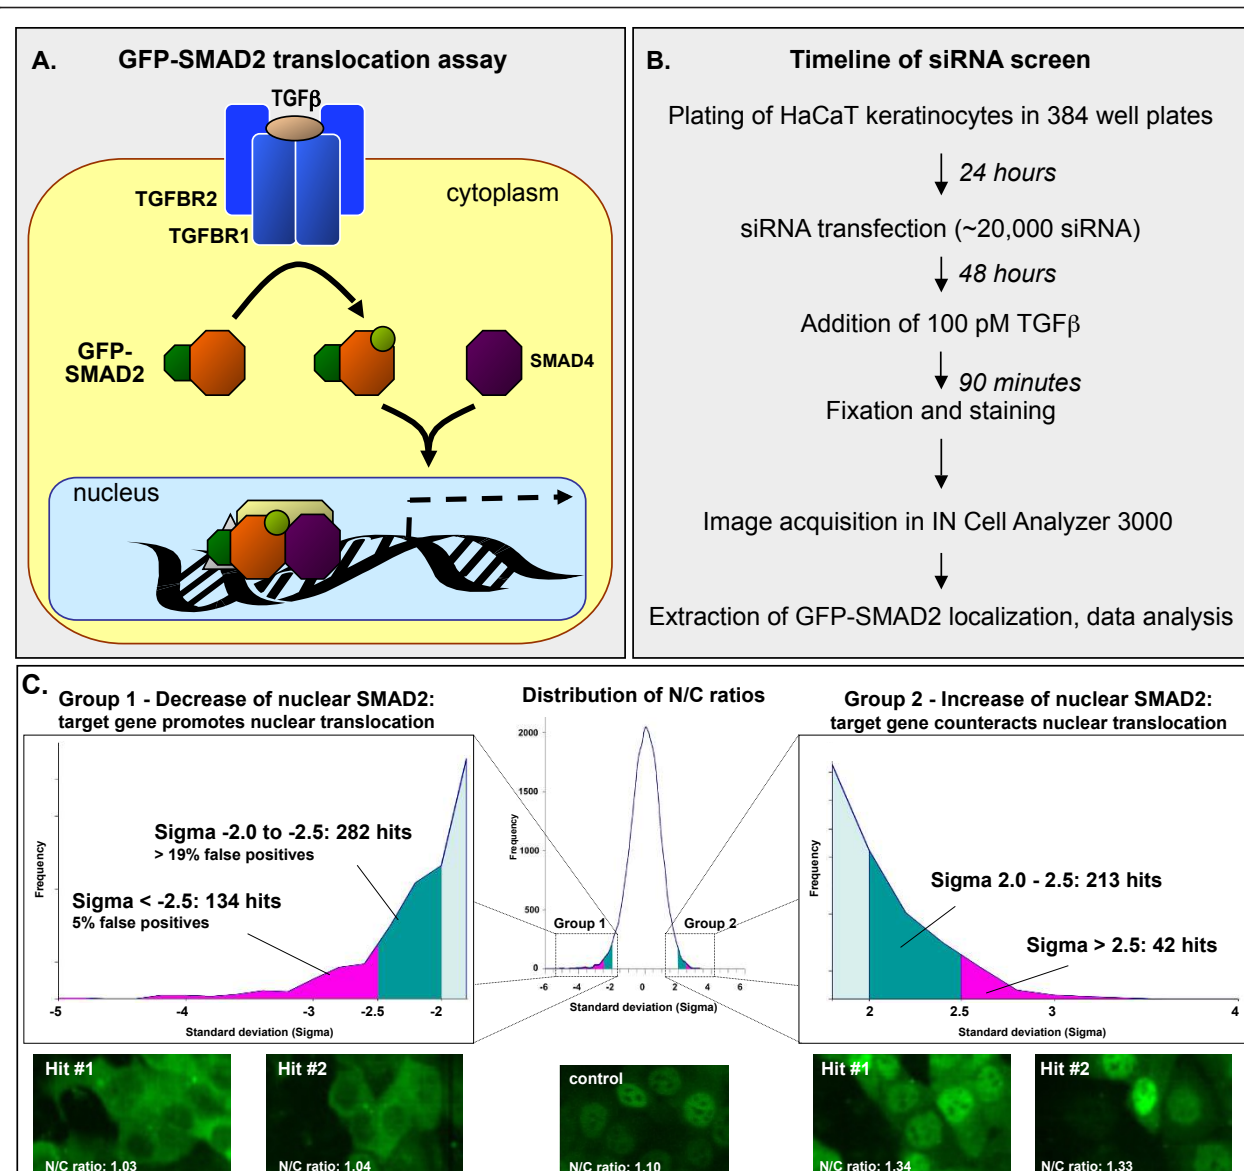 A.
GFP-SMAD2 translocation assay
TGFβ
cytoplasm
TGFBR2
TGFBR1
GFP-
SMAD2
SMAD4
nucleus
B.
Timeline of siRNA screen
Plating of HaCaT keratinocytes in 384 well plates
24 hours
siRNA transfection (~20,000 siRNA)
48 hours
Addition of 100 pM TGFβ
90 minutes
Fixation and staining
Image acquisition in IN Cell Analyzer 3000
Extraction of GFP-SMAD2 localization, data analysis
C.
Group 1 - Decrease of nuclear SMAD2:
target gene promotes nuclear translocation
Frequency
Sigma -2.0 to -2.5: 282 hits
> 19% false positives
Sigma < -2.5: 134 hits
5% false positives
-5 -4 -3 -2.5 -2
Standard deviation (Sigma)
Distribution of N/C ratios
2000
1500
1000
500
0
Frequency
Group 1
Group 2
-6 -4 -2 0 2 4 6
Standard deviation (Sigma)
Group 2 - Increase of nuclear SMAD2:
target gene counteracts nuclear translocation
Frequency
Sigma 2.0 - 2.5: 213 hits
Sigma > 2.5: 42 hits
2 2.5 3 4
Standard deviation (Sigma)
Hit #1
N/C ratio: 1.03
Hit #2
N/C ratio: 1.04
control
N/C ratio: 1.10
Hit #1
N/C ratio: 1.34
Hit #2
N/C ratio: 1.33